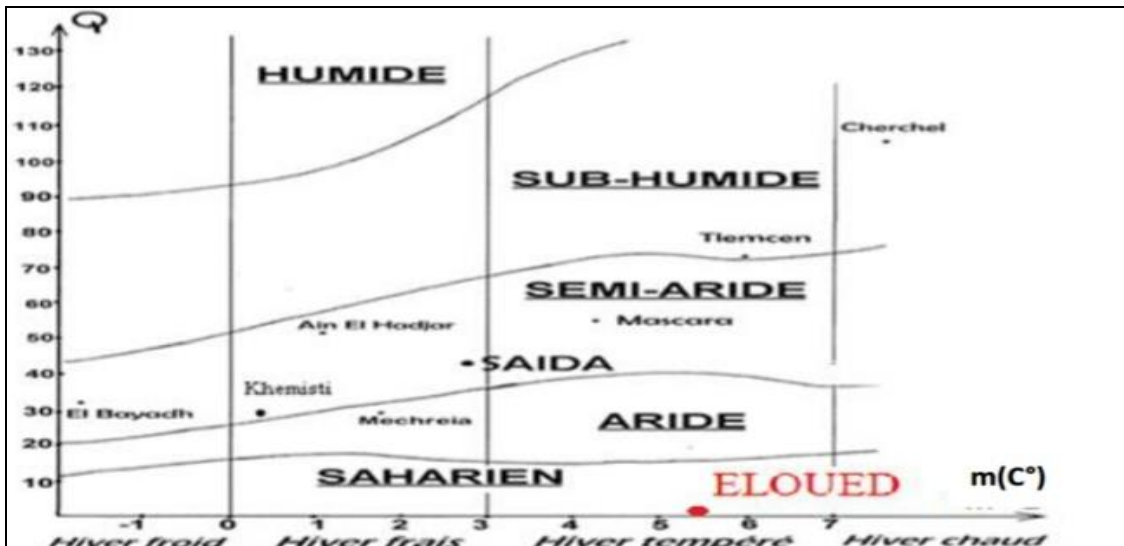 Q
130
HUMIDE
120
110
Cherchel
100
SUB-HUMIDE
90
80
Tlemcen
70
SEMI-ARIDE
60
Ain El Hadjar
Mascara
50
SAIDA
40
Khemisti
30
El Bayadh
Mechreia
ARIDE
20
SAHARIEN
ELOUED
m(C°)
10
-1 0 1 2 3 4 5 6 7
Hiver froid Hiver frais Hiver tempéré Hiver chaud